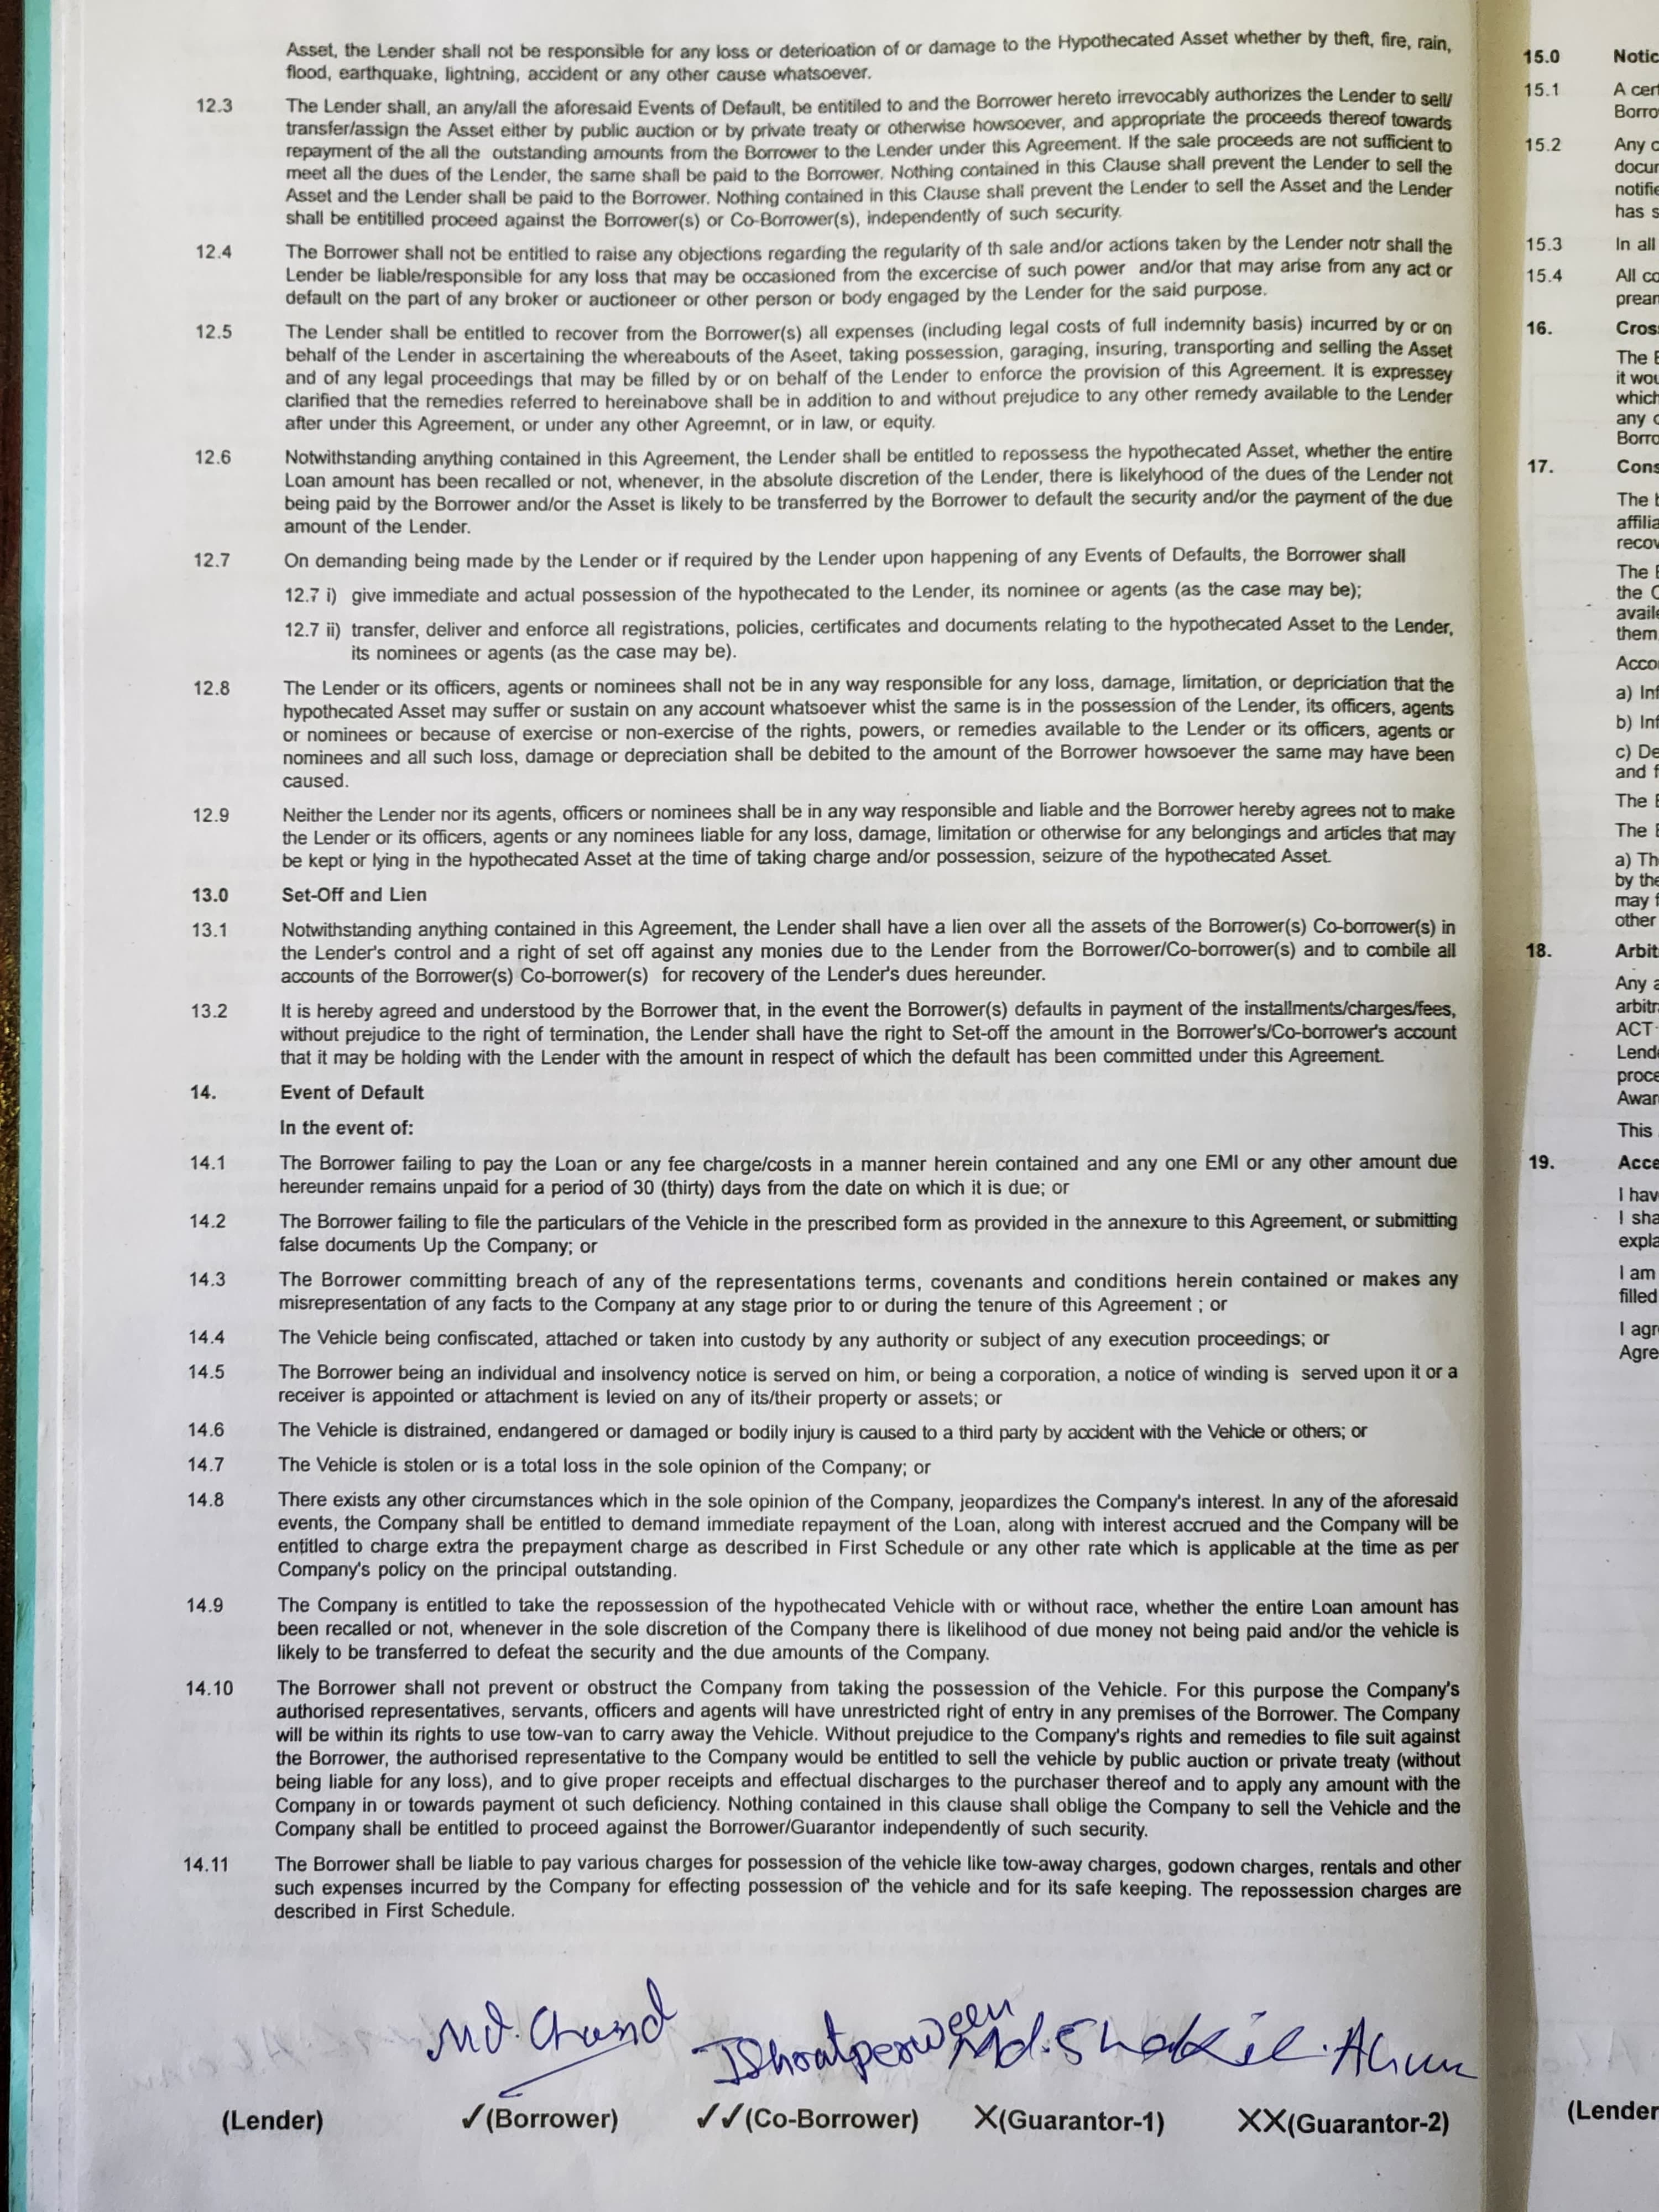 Asset, the Lender shall not be responsible for any loss or deterioation of or damage to the Hypothecated Asset whether by theft, fire, rain,
flood, earthquake, lightning, accident or any other cause whatsoever.
12.3 The Lender shall, an any/all the aforesaid Events of Default, be entitiled to and the Borrower hereto irrevocably authorizes the Lender to sell/
transfer/assign the Asset either by public auction or by private treaty or otherwise howsoever, and appropriate the proceeds thereof towards
repayment of the all the outstanding amounts from the Borrower to the Lender under this Agreement. If the sale proceeds are not sufficient to
meet all the dues of the Lender, the same shall be paid to the Borrower. Nothing contained in this Clause shall prevent the Lender to sell the
Asset and the Lender shall be paid to the Borrower. Nothing contained in this Clause shall prevent the Lender to sell the Asset and the Lender
shall be entitilled proceed against the Borrower(s) or Co-Borrower(s), independently of such security.
12.4 The Borrower shall not be entitled to raise any objections regarding the regularity of th sale and/or actions taken by the Lender notr shall the
Lender be liable/responsible for any loss that may be occasioned from the excercise of such power and/or that may arise from any act or
default on the part of any broker or auctioneer or other person or body engaged by the Lender for the said purpose.
12.5 The Lender shall be entitled to recover from the Borrower(s) all expenses (including legal costs of full indemnity basis) incurred by or on
behalf of the Lender in ascertaining the whereabouts of the Aseet, taking possession, garaging, insuring, transporting and selling the Asset
and of any legal proceedings that may be filled by or on behalf of the Lender to enforce the provision of this Agreement. It is expressey
clarified that the remedies referred to hereinabove shall be in addition to and without prejudice to any other remedy available to the Lender
after under this Agreement, or under any other Agreemnt, or in law, or equity.
12.6 Notwithstanding anything contained in this Agreement, the Lender shall be entitled to repossess the hypothecated Asset, whether the entire
Loan amount has been recalled or not, whenever, in the absolute discretion of the Lender, there is likelyhood of the dues of the Lender not
being paid by the Borrower and/or the Asset is likely to be transferred by the Borrower to default the security and/or the payment of the due
amount of the Lender.
12.7 On demanding being made by the Lender or if required by the Lender upon happening of any Events of Defaults, the Borrower shall
12.7 i) give immediate and actual possession of the hypothecated to the Lender, its nominee or agents (as the case may be);
12.7 ii) transfer, deliver and enforce all registrations, policies, certificates and documents relating to the hypothecated Asset to the Lender,
its nominees or agents (as the case may be).
12.8 The Lender or its officers, agents or nominees shall not be in any way responsible for any loss, damage, limitation, or depriciation that the
hypothecated Asset may suffer or sustain on any account whatsoever whist the same is in the possession of the Lender, its officers, agents
or nominees or because of exercise or non-exercise of the rights, powers, or remedies available to the Lender or its officers, agents or
nominees and all such loss, damage or depreciation shall be debited to the amount of the Borrower howsoever the same may have been
caused.
12.9 Neither the Lender nor its agents, officers or nominees shall be in any way responsible and liable and the Borrower hereby agrees not to make
the Lender or its officers, agents or any nominees liable for any loss, damage, limitation or otherwise for any belongings and articles that may
be kept or lying in the hypothecated Asset at the time of taking charge and/or possession, seizure of the hypothecated Asset.
13.0 Set-Off and Lien
13.1 Notwithstanding anything contained in this Agreement, the Lender shall have a lien over all the assets of the Borrower(s) Co-borrower(s) in
the Lender's control and a right of set off against any monies due to the Lender from the Borrower/Co-borrower(s) and to combile all
accounts of the Borrower(s) Co-borrower(s) for recovery of the Lender's dues hereunder.
13.2 It is hereby agreed and understood by the Borrower that, in the event the Borrower(s) defaults in payment of the installments/charges/fees,
without prejudice to the right of termination, the Lender shall have the right to Set-off the amount in the Borrower's/Co-borrower's account
that it may be holding with the Lender with the amount in respect of which the default has been committed under this Agreement.
14. Event of Default
In the event of:
14.1 The Borrower failing to pay the Loan or any fee charge/costs in a manner herein contained and any one EMI or any other amount due
hereunder remains unpaid for a period of 30 (thirty) days from the date on which it is due; or
14.2 The Borrower failing to file the particulars of the Vehicle in the prescribed form as provided in the annexure to this Agreement, or submitting
false documents Up the Company; or
14.3 The Borrower committing breach of any of the representations terms, covenants and conditions herein contained or makes any
misrepresentation of any facts to the Company at any stage prior to or during the tenure of this Agreement ; or
14.4 The Vehicle being confiscated, attached or taken into custody by any authority or subject of any execution proceedings; or
14.5 The Borrower being an individual and insolvency notice is served on him, or being a corporation, a notice of winding is served upon it or a
receiver is appointed or attachment is levied on any of its/their property or assets; or
14.6 The Vehicle is distrained, endangered or damaged or bodily injury is caused to a third party by accident with the Vehicle or others; or
14.7 The Vehicle is stolen or is a total loss in the sole opinion of the Company; or
14.8 There exists any other circumstances which in the sole opinion of the Company, jeopardizes the Company's interest. In any of the aforesaid
events, the Company shall be entitled to demand immediate repayment of the Loan, along with interest accrued and the Company will be
entitled to charge extra the prepayment charge as described in First Schedule or any other rate which is applicable at the time as per
Company's policy on the principal outstanding.
14.9 The Company is entitled to take the repossession of the hypothecated Vehicle with or without race, whether the entire Loan amount has
been recalled or not, whenever in the sole discretion of the Company there is likelihood of due money not being paid and/or the vehicle is
likely to be transferred to defeat the security and the due amounts of the Company.
14.10 The Borrower shall not prevent or obstruct the Company from taking the possession of the Vehicle. For this purpose the Company's
authorised representatives, servants, officers and agents will have unrestricted right of entry in any premises of the Borrower. The Company
will be within its rights to use tow-van to carry away the Vehicle. Without prejudice to the Company's rights and remedies to file suit against
the Borrower, the authorised representative to the Company would be entitled to sell the vehicle by public auction or private treaty (without
being liable for any loss), and to give proper receipts and effectual discharges to the purchaser thereof and to apply any amount with the
Company in or towards payment ot such deficiency. Nothing contained in this clause shall oblige the Company to sell the Vehicle and the
Company shall be entitled to proceed against the Borrower/Guarantor independently of such security.
14.11 The Borrower shall be liable to pay various charges for possession of the vehicle like tow-away charges, godown charges, rentals and other
such expenses incurred by the Company for effecting possession of the vehicle and for its safe keeping. The repossession charges are
described in First Schedule.
Md. Chand Ishratperween Md. Shakil. Alam
(Lender) ✓(Borrower) ✓✓(Co-Borrower) X(Guarantor-1) XX(Guarantor-2)
15.0 Notic
15.1 A cer
Borro
15.2 Any
docur
notifie
has s
15.3 In all
15.4 All co
prear
16. Cross
The
it wou
which
any
Borro
17. Cons
The
affilia
recov
The
the
availe
them
Acco
a) Inf
b) Inf
c) De
and f
The
The
a) Th
by the
may f
other
18. Arbit
Any a
arbitr
ACT
Lende
proce
Awar
This
19. Acce
I hav
I sha
expla
I am
filled
I agr
Agre
(Lender